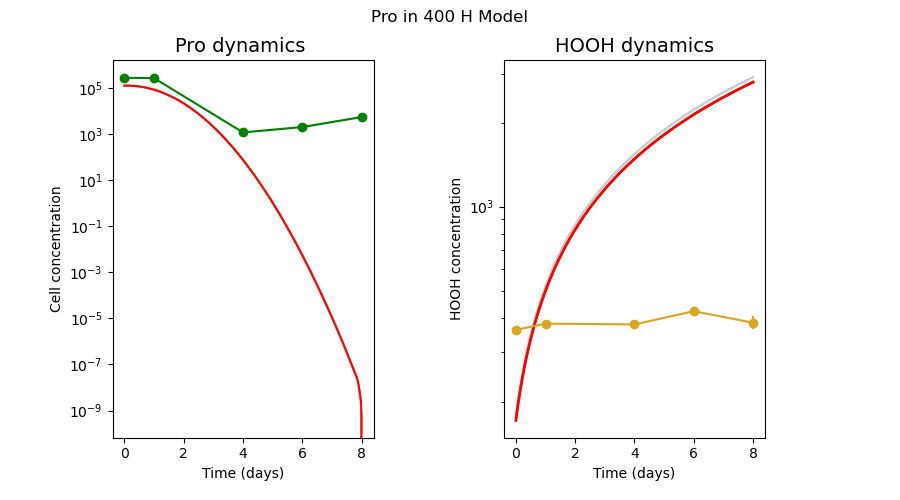 Pro in 400 H Model
Pro dynamics
HOOH dynamics
Cell concentration
10^5
10^3
10^1
10^-1
10^-3
10^-5
10^-7
10^-9
0 2 4 6 8
Time (days)
HOOH concentration
10^3
0 2 4 6 8
Time (days)